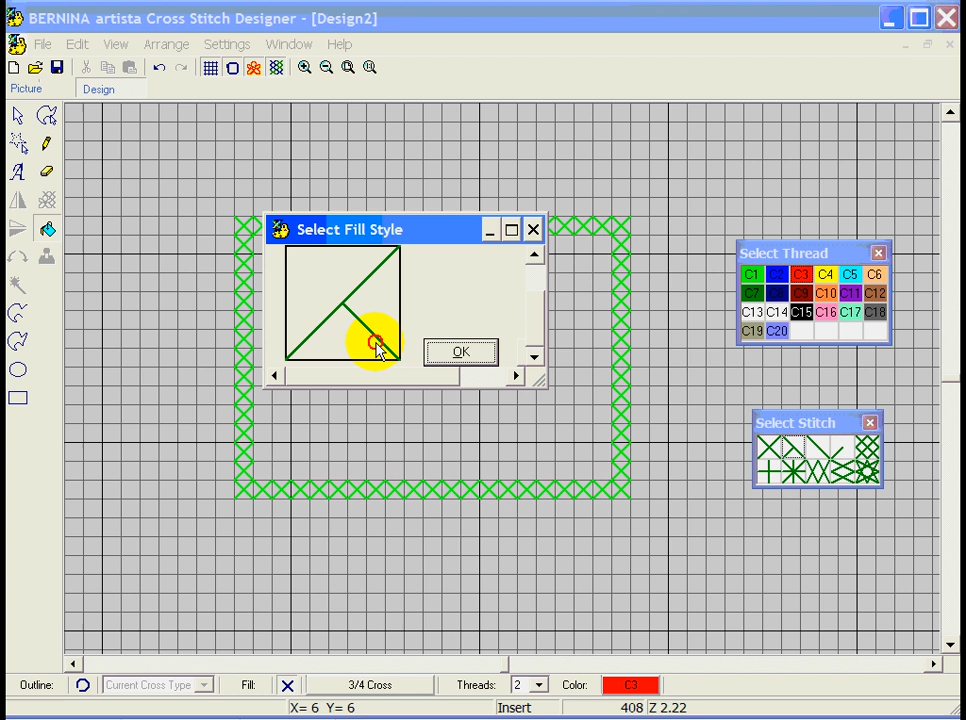 BERNINA artista Cross Stitch Designer - [Design2]
File Edit View Arrange Settings Window Help
Picture Design
Select Fill Style
OK
Select Thread
C1 C2 C3 C4 C5 C6
C7 C8 C9 C10 C11 C12
C13 C14 C15 C16 C17 C18
C19 C20
Select Stitch
Outline: Current Cross Type Fill: 3/4 Cross Threads: 2 Color: C3
X= 6 Y= 6 Insert 408 Z 2.22